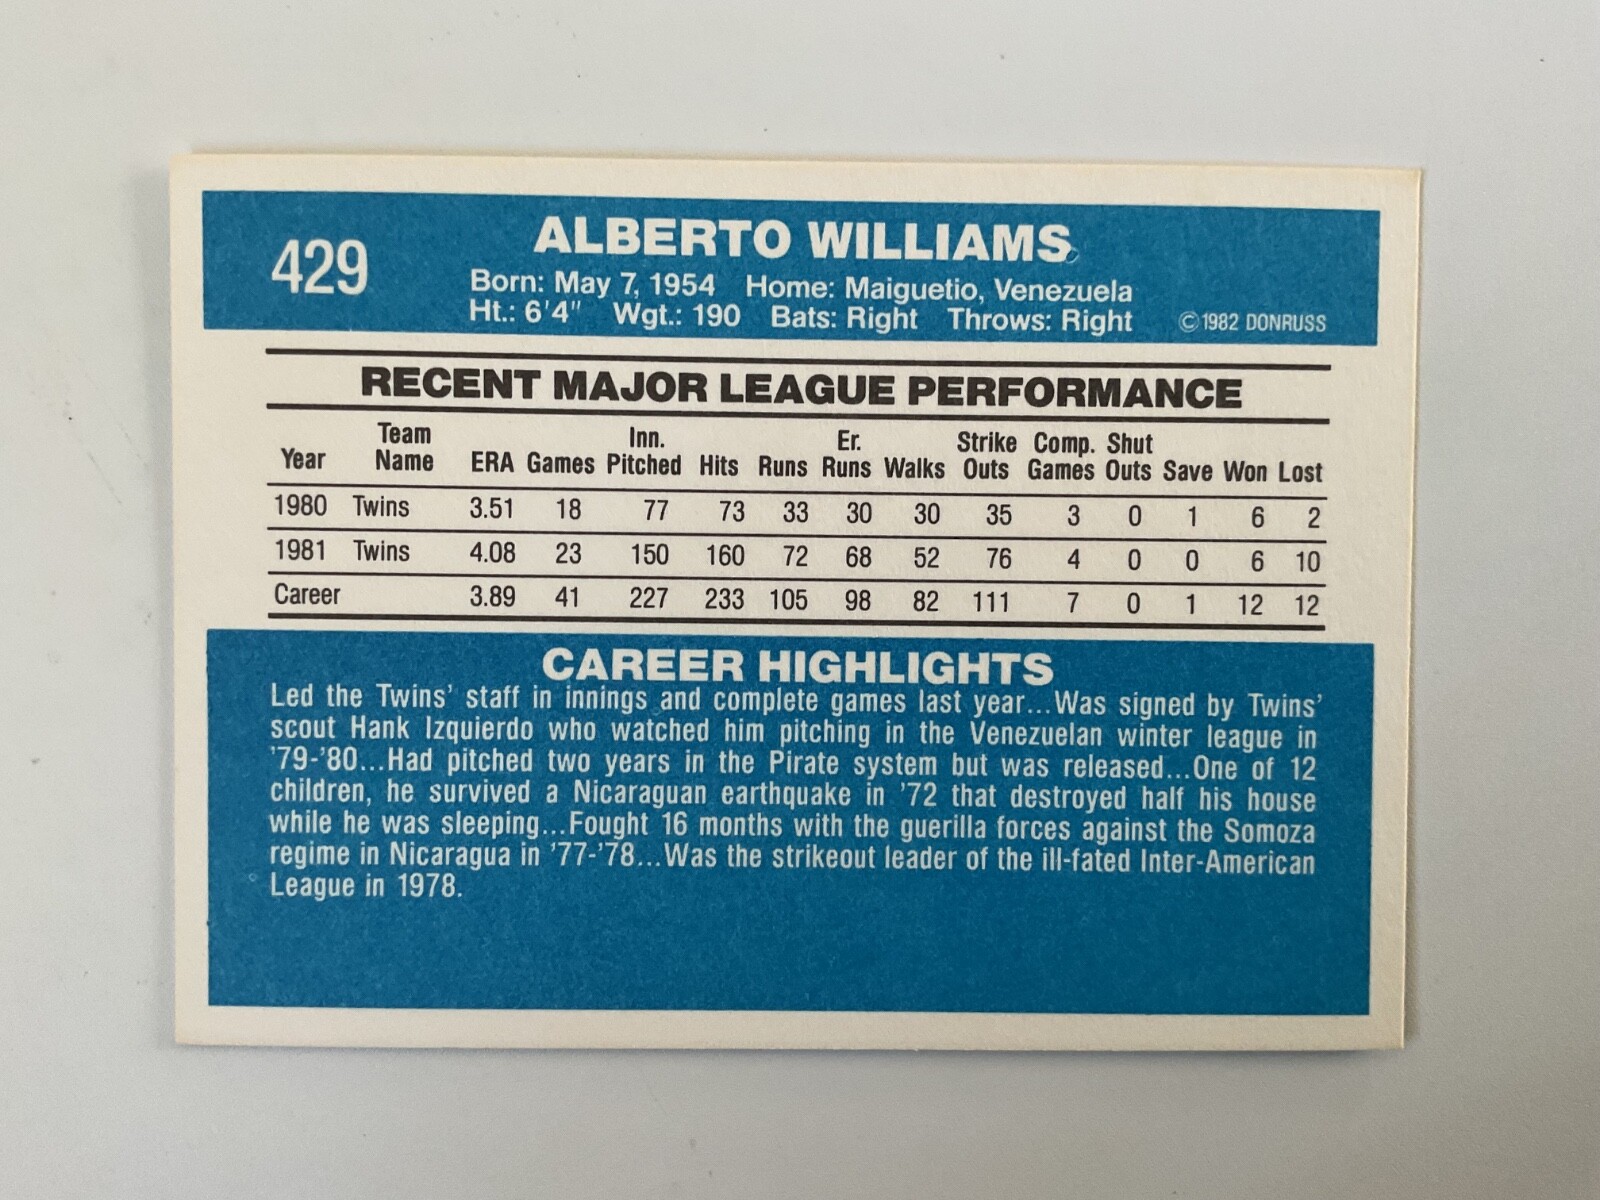 429
ALBERTO WILLIAMS
Born: May 7, 1954 Home: Maiguetio, Venezuela
Ht.: 6'4" Wgt.: 190 Bats: Right Throws: Right
©1982 DONRUSS
RECENT MAJOR LEAGUE PERFORMANCE
Year Team Name ERA Games Inn. Pitched Hits Runs Er. Runs Walks Strike Outs Comp. Games Shut Outs Save Won Lost
1980 Twins 3.51 18 77 73 33 30 30 35 3 0 1 6 2
1981 Twins 4.08 23 150 160 72 68 52 76 4 0 0 6 10
Career 3.89 41 227 233 105 98 82 111 7 0 1 12 12
CAREER HIGHLIGHTS
Led the Twins' staff in innings and complete games last year...Was signed by Twins'
scout Hank Izquierdo who watched him pitching in the Venezuelan winter league in
'79-'80...Had pitched two years in the Pirate system but was released...One of 12
children, he survived a Nicaraguan earthquake in '72 that destroyed half his house
while he was sleeping...Fought 16 months with the guerilla forces against the Somoza
regime in Nicaragua in '77-'78...Was the strikeout leader of the ill-fated Inter-American
League in 1978.